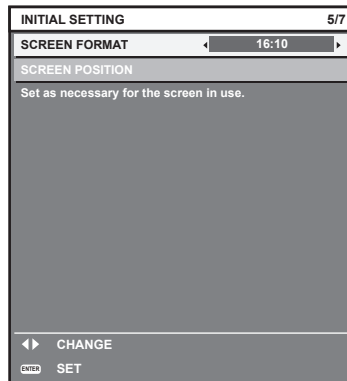 INITIAL SETTING 5/7
SCREEN FORMAT 16:10
SCREEN POSITION
Set as necessary for the screen in use.
CHANGE
ENTER SET